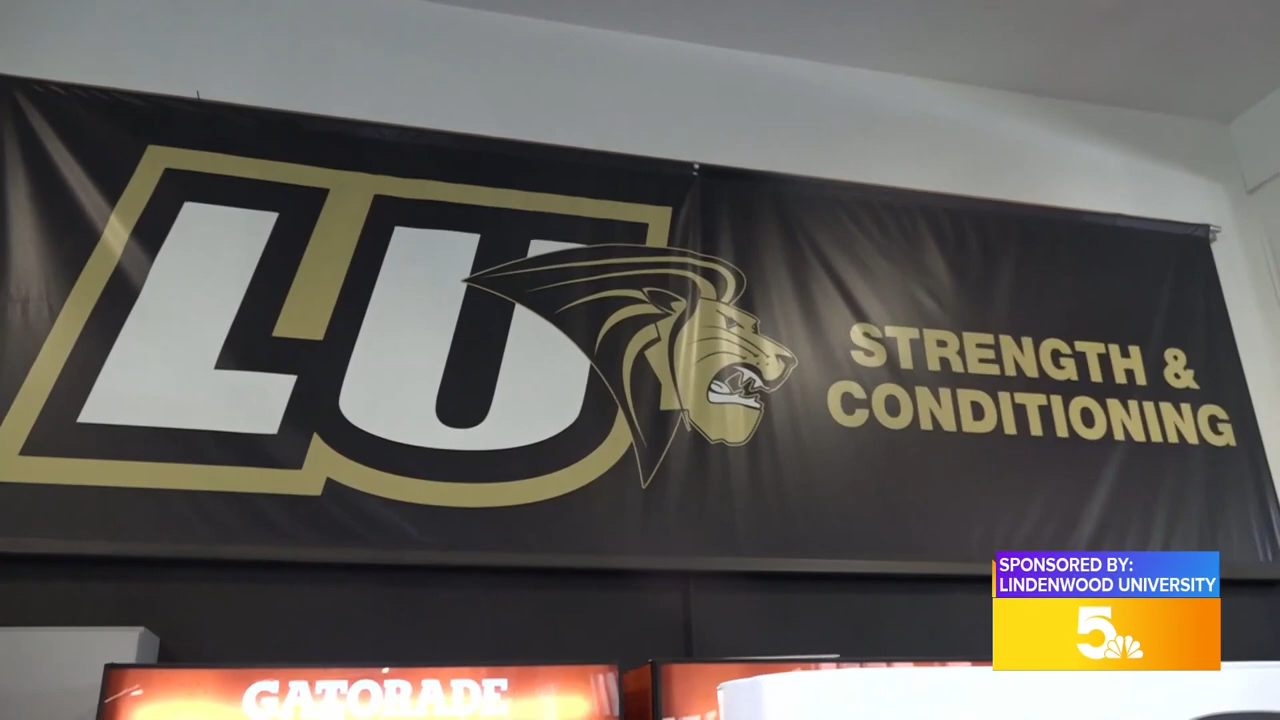 LU
STRENGTH &
CONDITIONING
SPONSORED BY:
LINDENWOOD UNIVERSITY
5
GATORADE